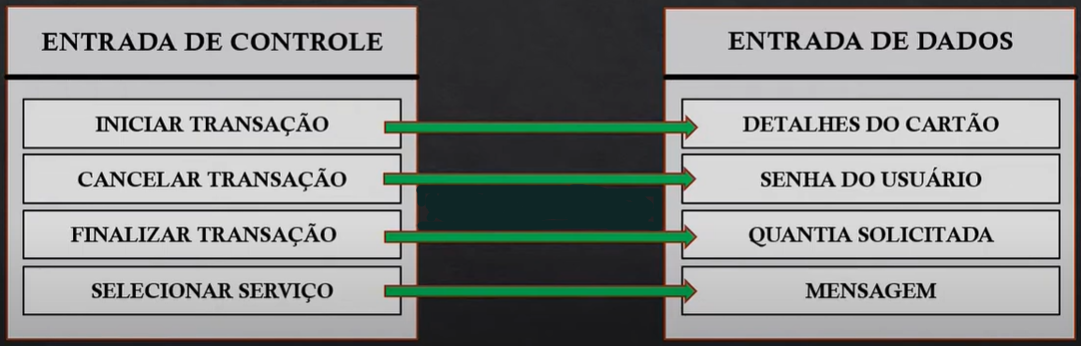 ENTRADA DE CONTROLE
ENTRADA DE DADOS
INICIAR TRANSAÇÃO
DETALHES DO CARTÃO
CANCELAR TRANSAÇÃO
SENHA DO USUÁRIO
FINALIZAR TRANSAÇÃO
QUANTIA SOLICITADA
SELECIONAR SERVIÇO
MENSAGEM